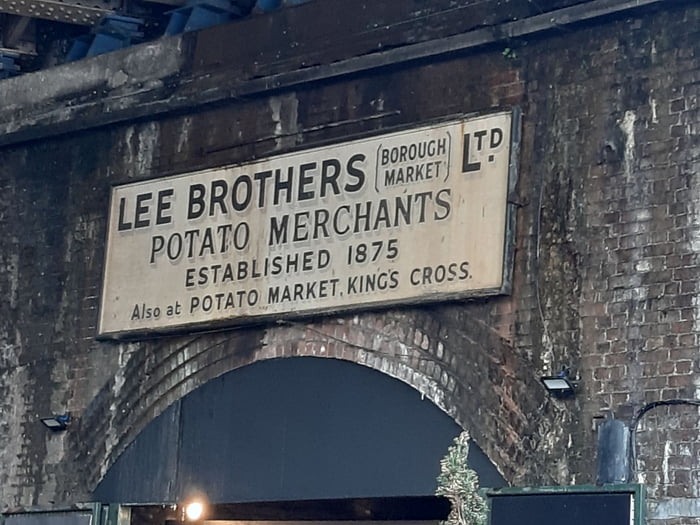 LEE BROTHERS (BOROUGH MARKET) LTD.
POTATO MERCHANTS
ESTABLISHED 1875
Also at POTATO MARKET, KING'S CROSS.